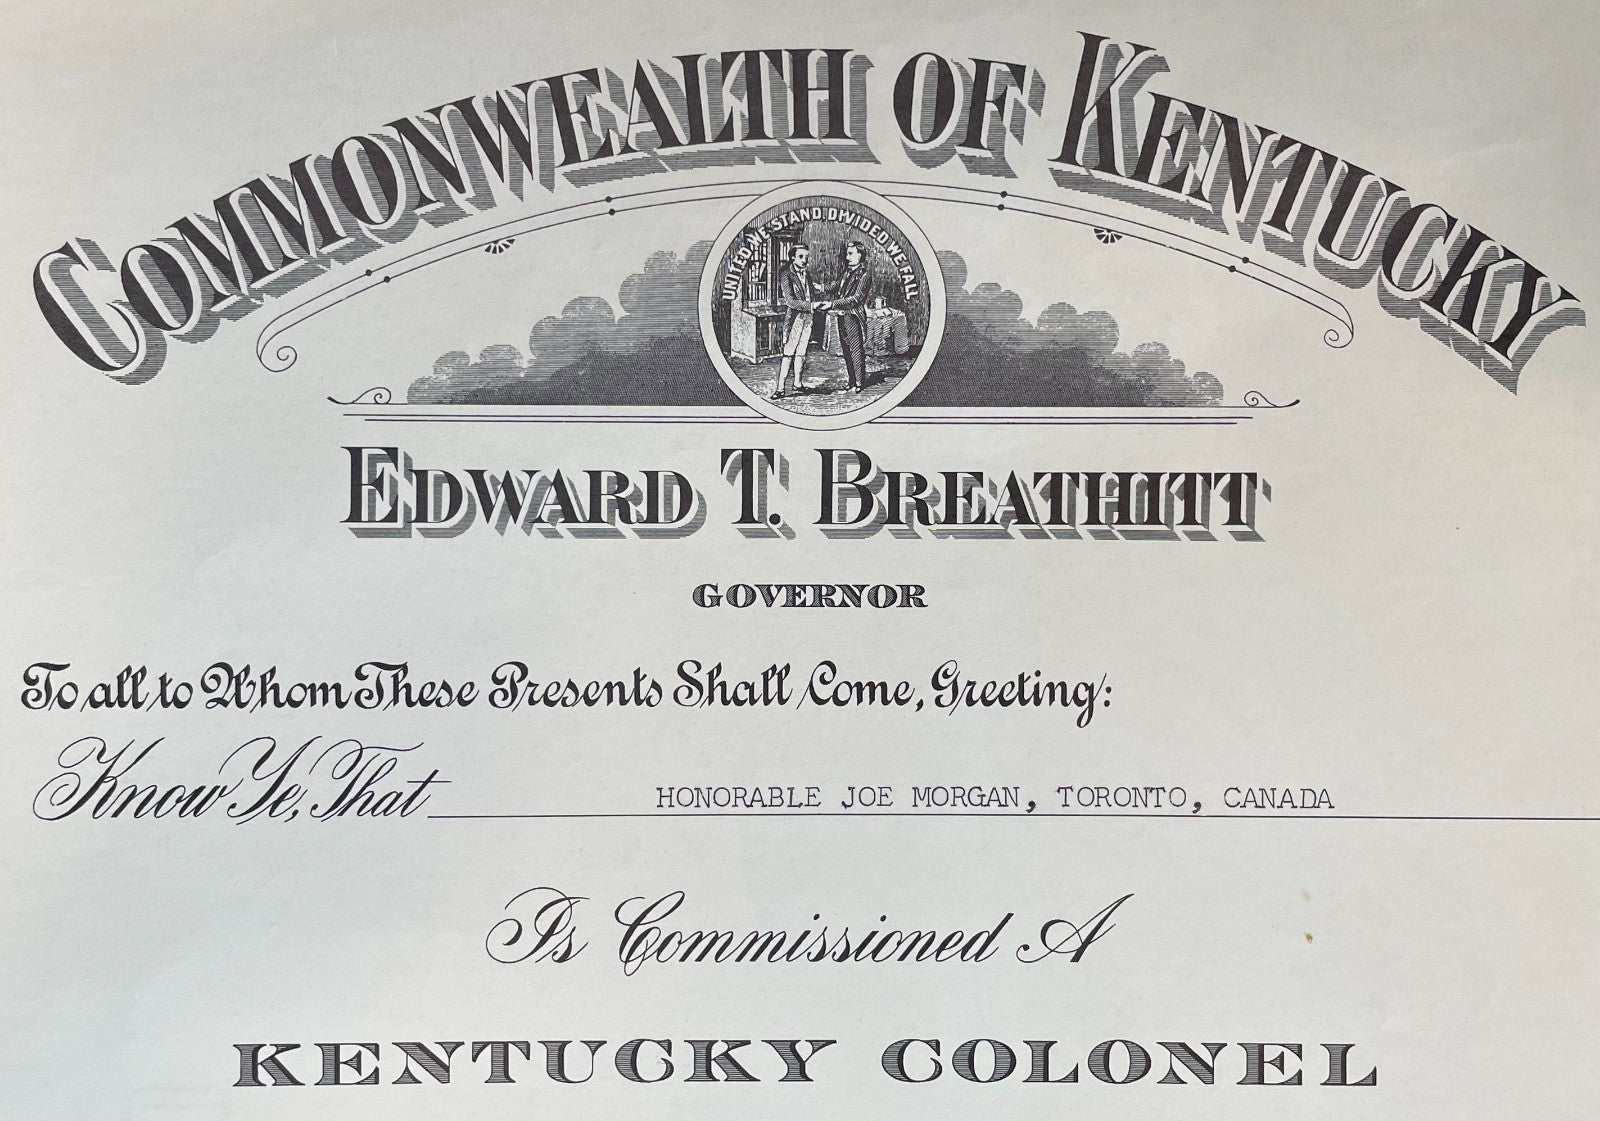 COMMONWEALTH OF KENTUCKY
UNITED WE STAND, DIVIDED WE FALL
EDWARD T. BREATHITT
GOVERNOR
To all to Whom These Presents Shall Come, Greeting:
Know Ye, That HONORABLE JOE MORGAN, TORONTO, CANADA
Is Commissioned A
KENTUCKY COLONEL